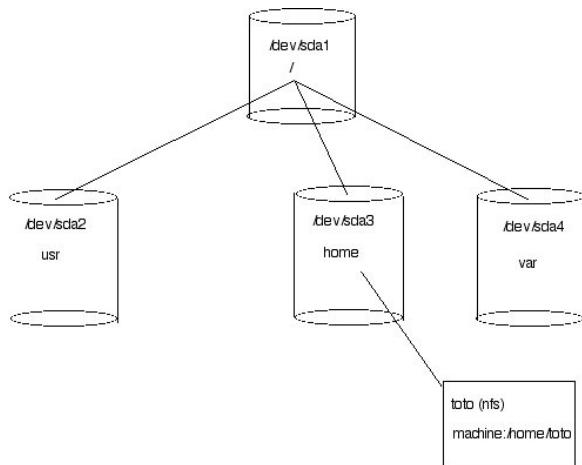 /dev/sda1
/
/dev/sda2
usr
/dev/sda3
home
/dev/sda4
var
toto (nfs)
machine:/home/toto